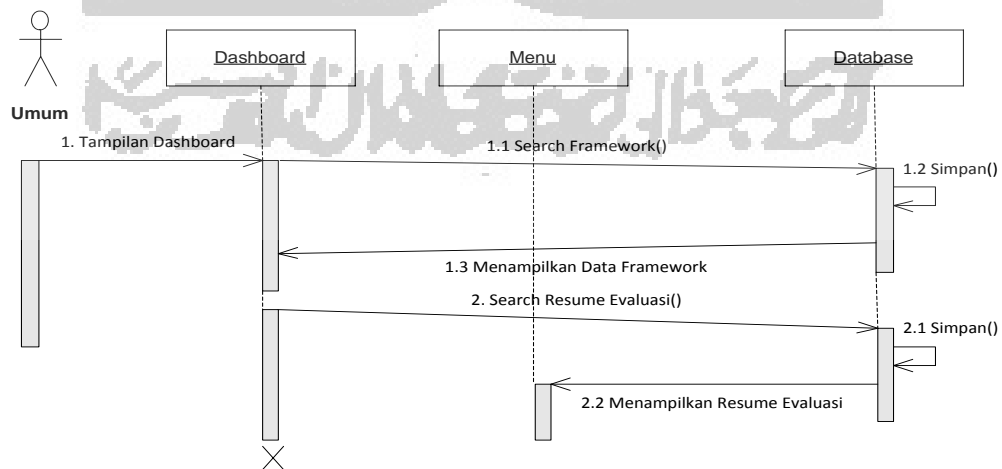 Dashboard
Menu
Database
Umum
1. Tampilan Dashboard
1.1 Search Framework()
1.2 Simpan()
1.3 Menampilkan Data Framework
2. Search Resume Evaluasi()
2.1 Simpan()
2.2 Menampilkan Resume Evaluasi